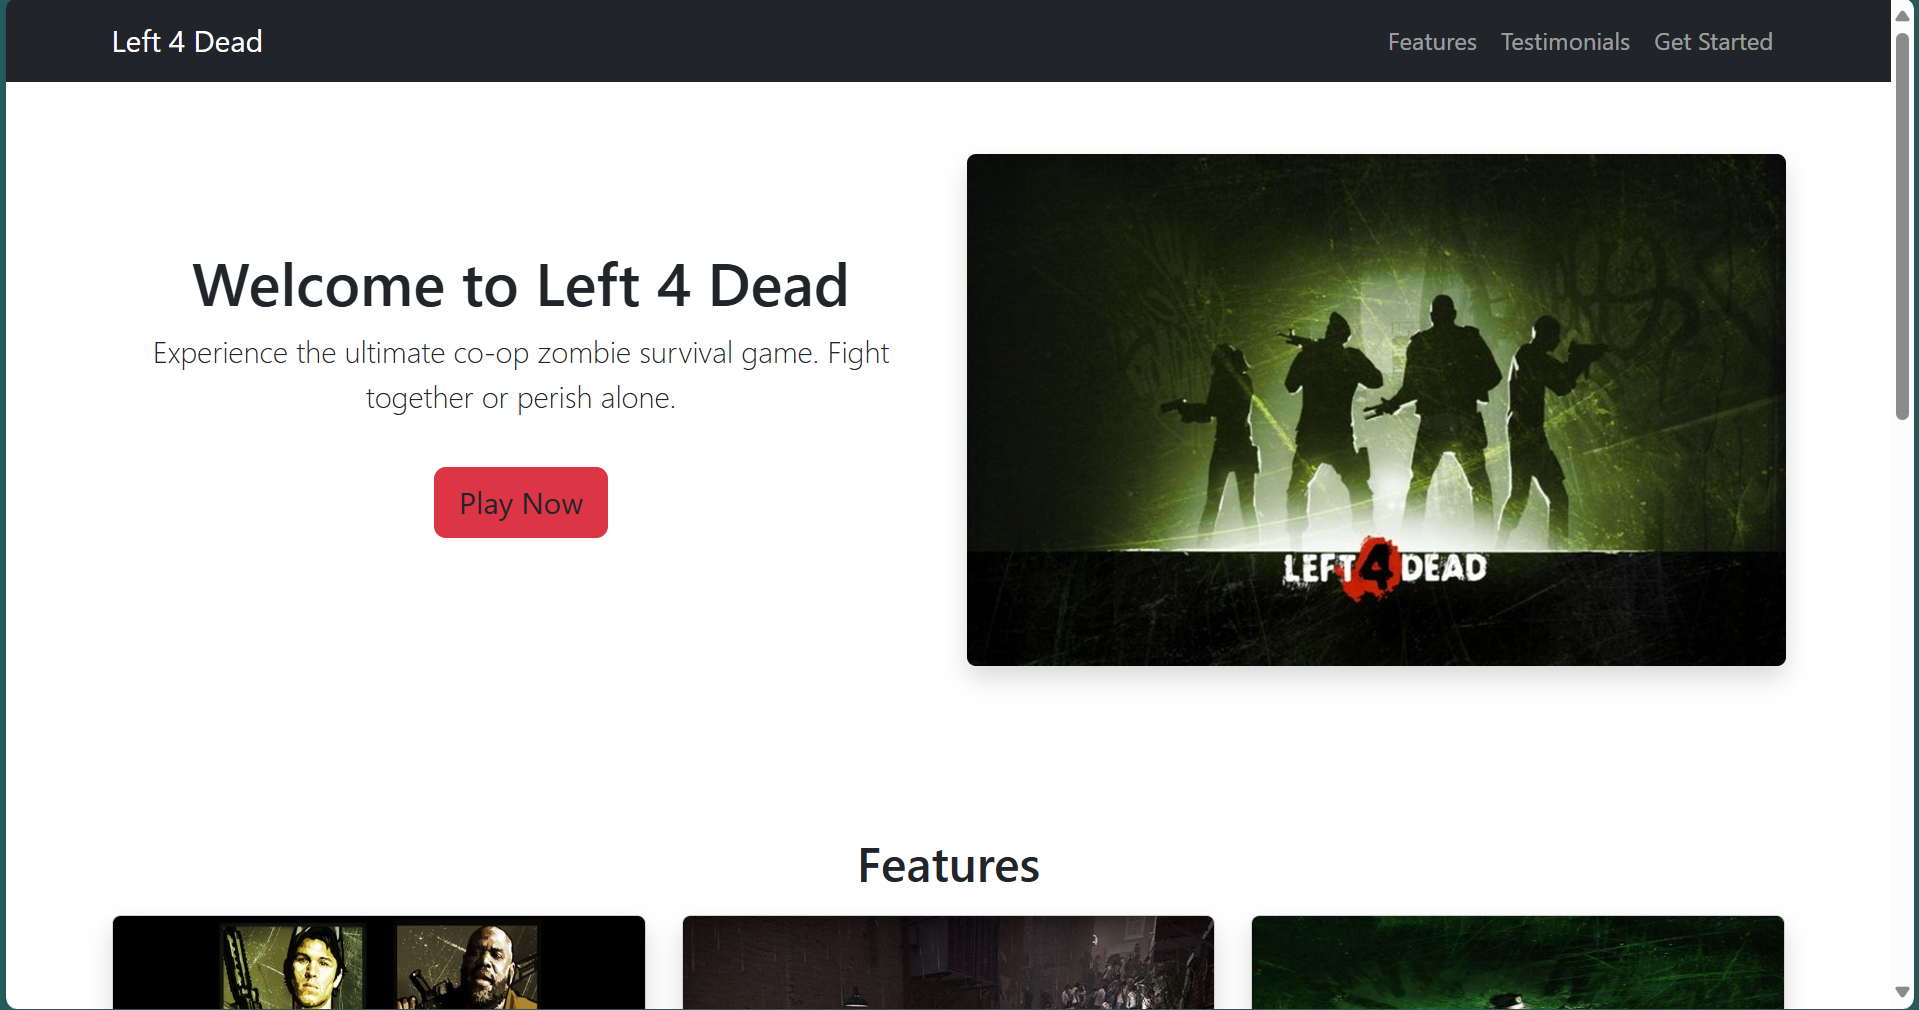 Left 4 Dead
Features
Testimonials
Get Started
Welcome to Left 4 Dead
Experience the ultimate co-op zombie survival game. Fight
together or perish alone.
Play Now
LEFT 4 DEAD
Features